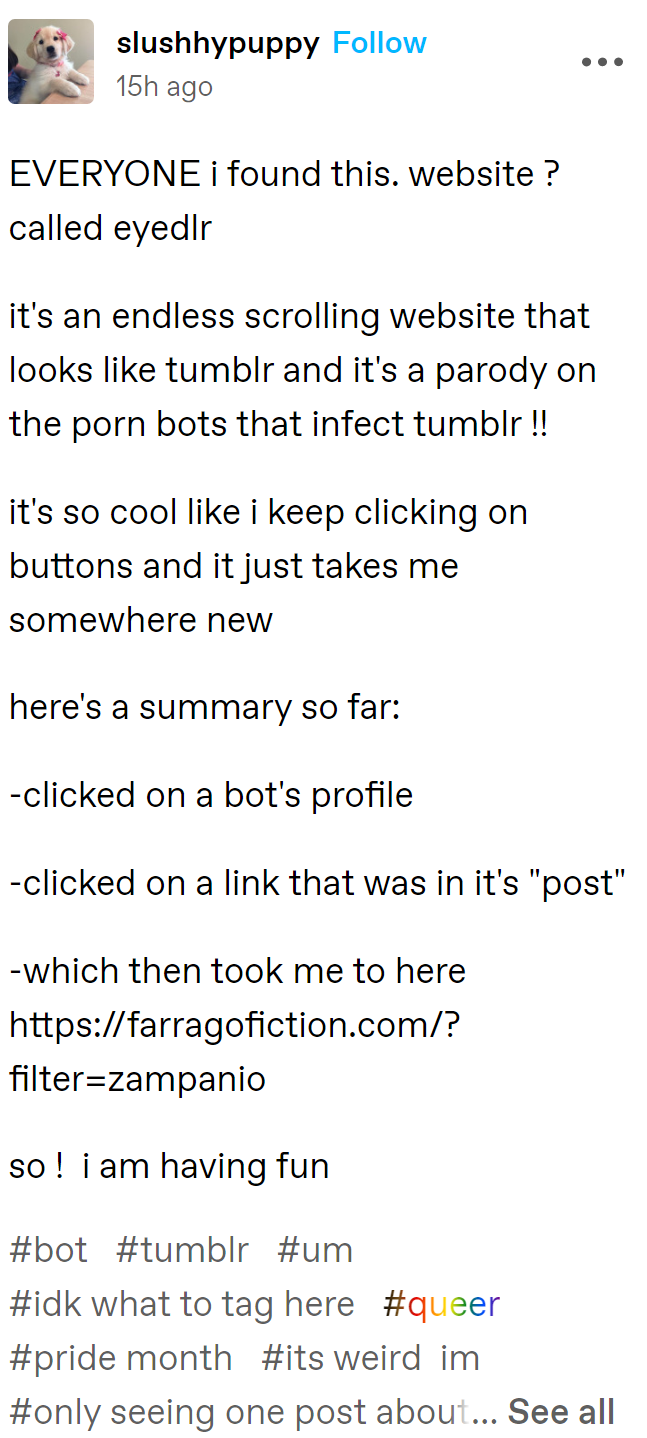 slushhypuppy Follow
15h ago
EVERYONE i found this. website ?
called eyedlr
it's an endless scrolling website that
looks like tumblr and it's a parody on
the porn bots that infect tumblr !!
it's so cool like i keep clicking on
buttons and it just takes me
somewhere new
here's a summary so far:
-clicked on a bot's profile
-clicked on a link that was in it's "post"
-which then took me to here
https://farragofiction.com/?
filter=zampanio
so !  i am having fun
#bot #tumblr #um
#idk what to tag here #queer
#pride month #its weird im
#only seeing one post about... See all